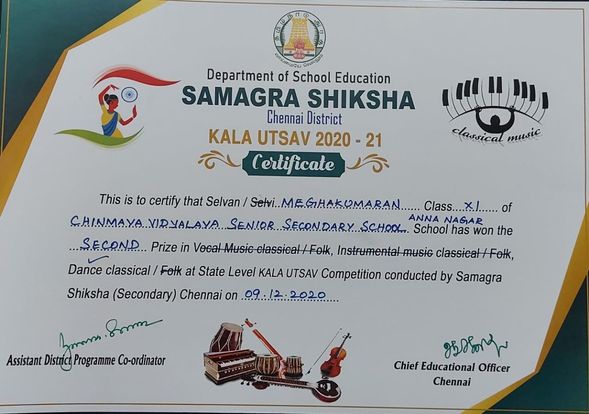 Department of School Education
SAMAGRA SHIKSHA
Chennai District
KALA UTSAV 2020 - 21
Certificate
classical music
This is to certify that Selvan / Selvi MEGHAKUMARAN Class XI of
CHINMAYA VIDYALAYA SENIOR SECONDARY SCHOOL ANNA NAGAR School has won the
SECOND Prize in Vocal Music classical / Folk, Instrumental music classical / Folk,
Dance classical / Folk at State Level KALA UTSAV Competition conducted by Samagra
Shiksha (Secondary) Chennai on 09.12.2020
Assistant District Programme Co-ordinator
Chief Educational Officer
Chennai